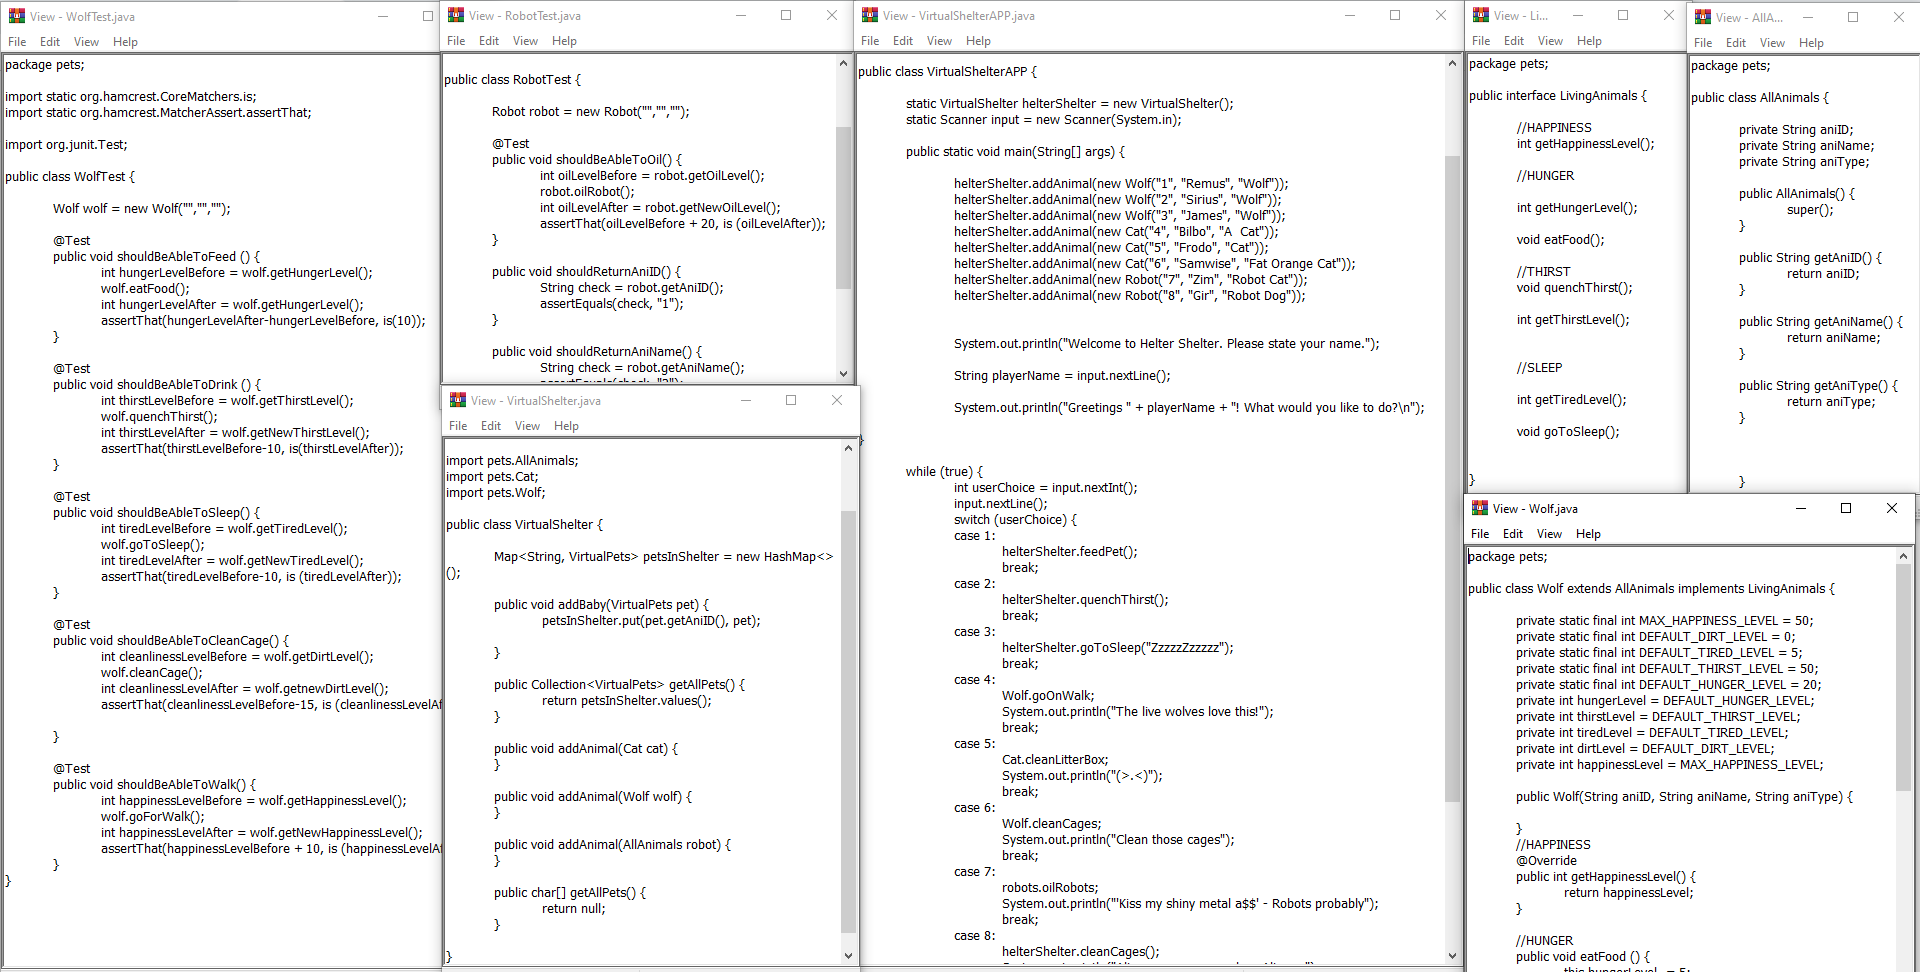 View - WolfTest.java
File Edit View Help
package pets;
import static org.hamcrest.CoreMatchers.is;
import static org.hamcrest.MatcherAssert.assertThat;
import org.junit.Test;
public class WolfTest {
Wolf wolf = new Wolf("","","");
@Test
public void shouldBeAbleToFeed () {
int hungerLevelBefore = wolf.getHungerLevel();
wolf.eatFood();
int hungerLevelAfter = wolf.getHungerLevel();
assertThat(hungerLevelAfter-hungerLevelBefore, is(10));
}
@Test
public void shouldBeAbleToDrink () {
int thirstLevelBefore = wolf.getThirstLevel();
wolf.quenchThirst();
int thirstLevelAfter = wolf.getNewThirstLevel();
assertThat(thirstLevelBefore-10, is(thirstLevelAfter));
}
@Test
public void shouldBeAbleToSleep() {
int tiredLevelBefore = wolf.getTiredLevel();
wolf.goToSleep();
int tiredLevelAfter = wolf.getNewTiredLevel();
assertThat(tiredLevelBefore-10, is (tiredLevelAfter));
}
@Test
public void shouldBeAbleToCleanCage() {
int cleanlinessLevelBefore = wolf.getDirtLevel();
wolf.cleanCage();
int cleanlinessLevelAfter = wolf.getnewDirtLevel();
assertThat(cleanlinessLevelBefore-15, is (cleanlinessLevelAf
}
@Test
public void shouldBeAbleToWalk() {
int happinessLevelBefore = wolf.getHappinessLevel();
wolf.goForWalk();
int happinessLevelAfter = wolf.getNewHappinessLevel();
assertThat(happinessLevelBefore + 10, is (happinessLevelAf
}
}
View - RobotTest.java
File Edit View Help
public class RobotTest {
Robot robot = new Robot("","","");
@Test
public void shouldBeAbleToOil() {
int oilLevelBefore = robot.getOilLevel();
robot.oilRobot();
int oilLevelAfter = robot.getNewOilLevel();
assertThat(oilLevelBefore + 20, is (oilLevelAfter));
}
public void shouldReturnAniID() {
String check = robot.getAniID();
assertEquals(check, "1");
}
public void shouldReturnAniName() {
String check = robot.getAniName();
View - VirtualShelter.java
File Edit View Help
import pets.AllAnimals;
import pets.Cat;
import pets.Wolf;
public class VirtualShelter {
Map<String, VirtualPets> petsInShelter = new HashMap<>
();
public void addBaby(VirtualPets pet) {
petsInShelter.put(pet.getAniID(), pet);
}
public Collection<VirtualPets> getAllPets() {
return petsInShelter.values();
}
public void addAnimal(Cat cat) {
}
public void addAnimal(Wolf wolf) {
}
public void addAnimal(AllAnimals robot) {
}
public char[] getAllPets() {
return null;
}
}
View - VirtualShelterAPP.java
File Edit View Help
public class VirtualShelterAPP {
static VirtualShelter helterShelter = new VirtualShelter();
static Scanner input = new Scanner(System.in);
public static void main(String[] args) {
helterShelter.addAnimal(new Wolf("1", "Remus", "Wolf"));
helterShelter.addAnimal(new Wolf("2", "Sirius", "Wolf"));
helterShelter.addAnimal(new Wolf("3", "James", "Wolf"));
helterShelter.addAnimal(new Cat("4", "Bilbo", "A  Cat"));
helterShelter.addAnimal(new Cat("5", "Frodo", "Cat"));
helterShelter.addAnimal(new Cat("6", "Samwise", "Fat Orange Cat"));
helterShelter.addAnimal(new Robot("7", "Zim", "Robot Cat"));
helterShelter.addAnimal(new Robot("8", "Gir", "Robot Dog"));
System.out.println("Welcome to Helter Shelter. Please state your name.");
String playerName = input.nextLine();
System.out.println("Greetings " + playerName + "! What would you like to do?\n");
}
while (true) {
int userChoice = input.nextInt();
input.nextLine();
switch (userChoice) {
case 1:
helterShelter.feedPet();
break;
case 2:
helterShelter.quenchThirst();
break;
case 3:
helterShelter.goToSleep("ZzzzzZzzzzz");
break;
case 4:
Wolf.goOnWalk;
System.out.println("The live wolves love this!");
break;
case 5:
Cat.cleanLitterBox;
System.out.println("(>.<)");
break;
case 6:
Wolf.cleanCages;
System.out.println("Clean those cages");
break;
case 7:
robots.oilRobots;
System.out.println("'Kiss my shiny metal a$$' - Robots probably");
break;
case 8:
helterShelter.cleanCages();
View - Li...
File Edit View Help
package pets;
public interface LivingAnimals {
//HAPPINESS
int getHappinessLevel();
//HUNGER
int getHungerLevel();
void eatFood();
//THIRST
void quenchThirst();
int getThirstLevel();
//SLEEP
int getTiredLevel();
void goToSleep();
}
View - AllA...
File Edit View Help
package pets;
public class AllAnimals {
private String aniID;
private String aniName;
private String aniType;
public AllAnimals() {
super();
}
public String getAniID() {
return aniID;
}
public String getAniName() {
return aniName;
}
public String getAniType() {
return aniType;
}
}
View - Wolf.java
File Edit View Help
package pets;
public class Wolf extends AllAnimals implements LivingAnimals {
private static final int MAX_HAPPINESS_LEVEL = 50;
private static final int DEFAULT_DIRT_LEVEL = 0;
private static final int DEFAULT_TIRED_LEVEL = 5;
private static final int DEFAULT_THIRST_LEVEL = 50;
private static final int DEFAULT_HUNGER_LEVEL = 20;
private int hungerLevel = DEFAULT_HUNGER_LEVEL;
private int thirstLevel = DEFAULT_THIRST_LEVEL;
private int tiredLevel = DEFAULT_TIRED_LEVEL;
private int dirtLevel = DEFAULT_DIRT_LEVEL;
private int happinessLevel = MAX_HAPPINESS_LEVEL;
public Wolf(String aniID, String aniName, String aniType) {
}
//HAPPINESS
@Override
public int getHappinessLevel() {
return happinessLevel;
}
//HUNGER
public void eatFood () {